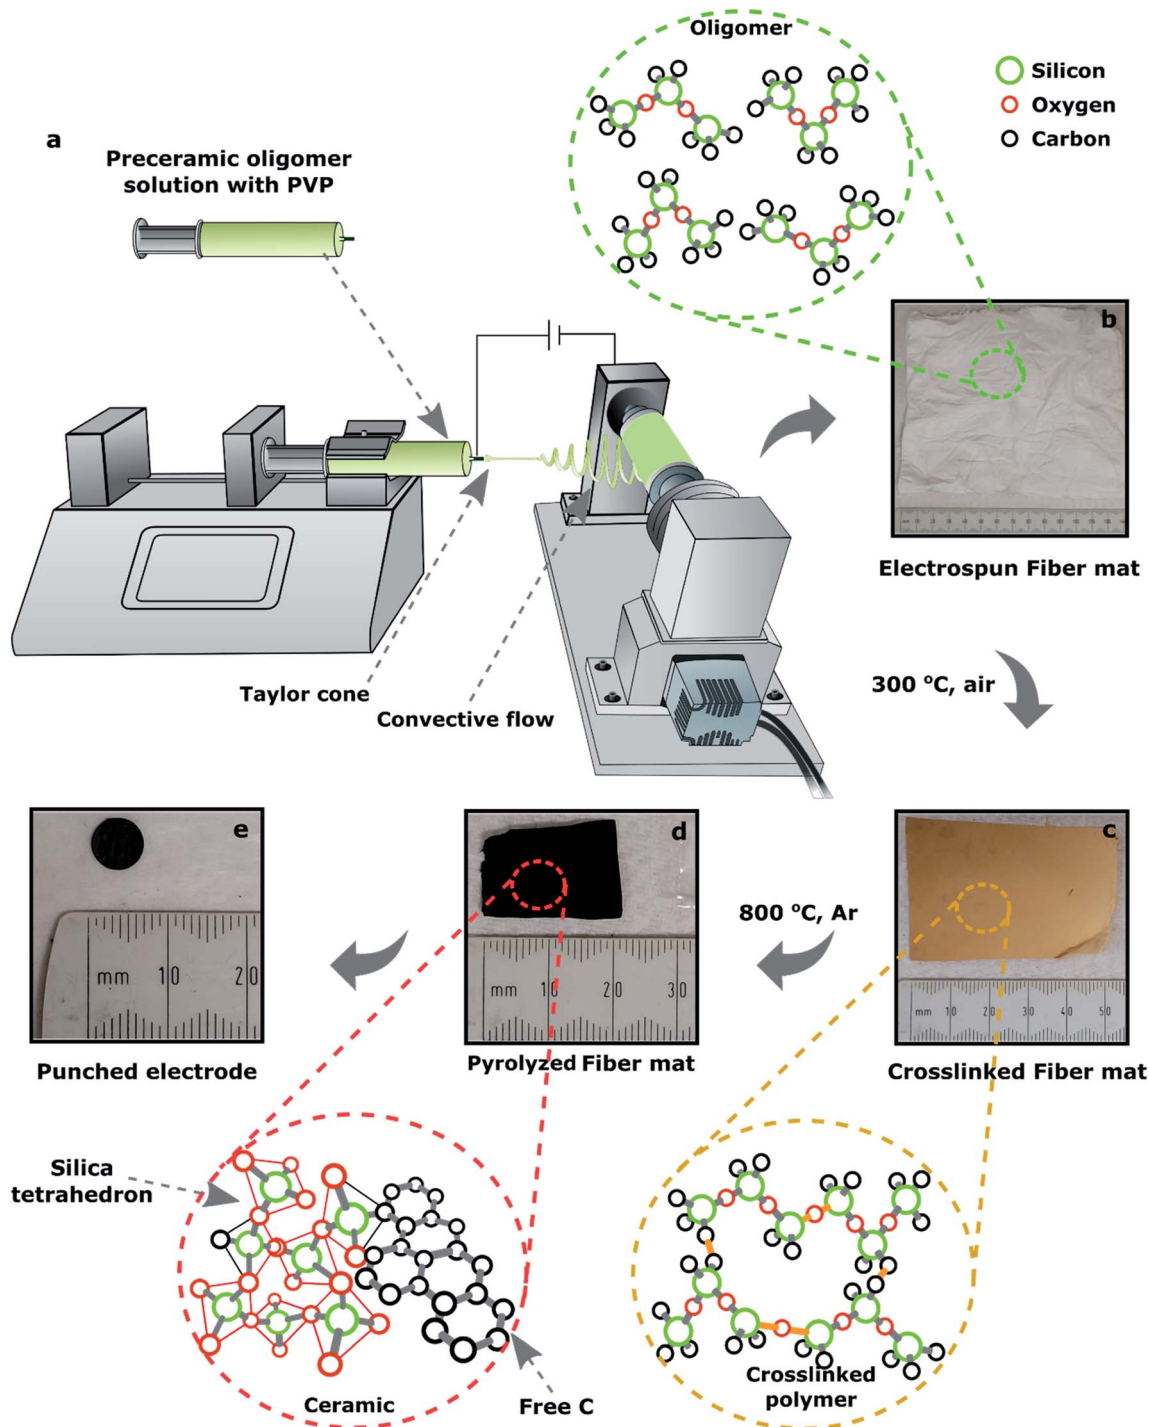 Oligomer
Silicon
Oxygen
Carbon
a
Preceramic oligomer
solution with PVP
b
Electrospun Fiber mat
Taylor cone
Convective flow
300 °C, air
e
mm 10 20
Punched electrode
d
mm 10 20 30
Pyrolyzed Fiber mat
800 °C, Ar
c
mm 10 20 30 40 50
Crosslinked Fiber mat
Silica
tetrahedron
Ceramic
Free C
Crosslinked
polymer